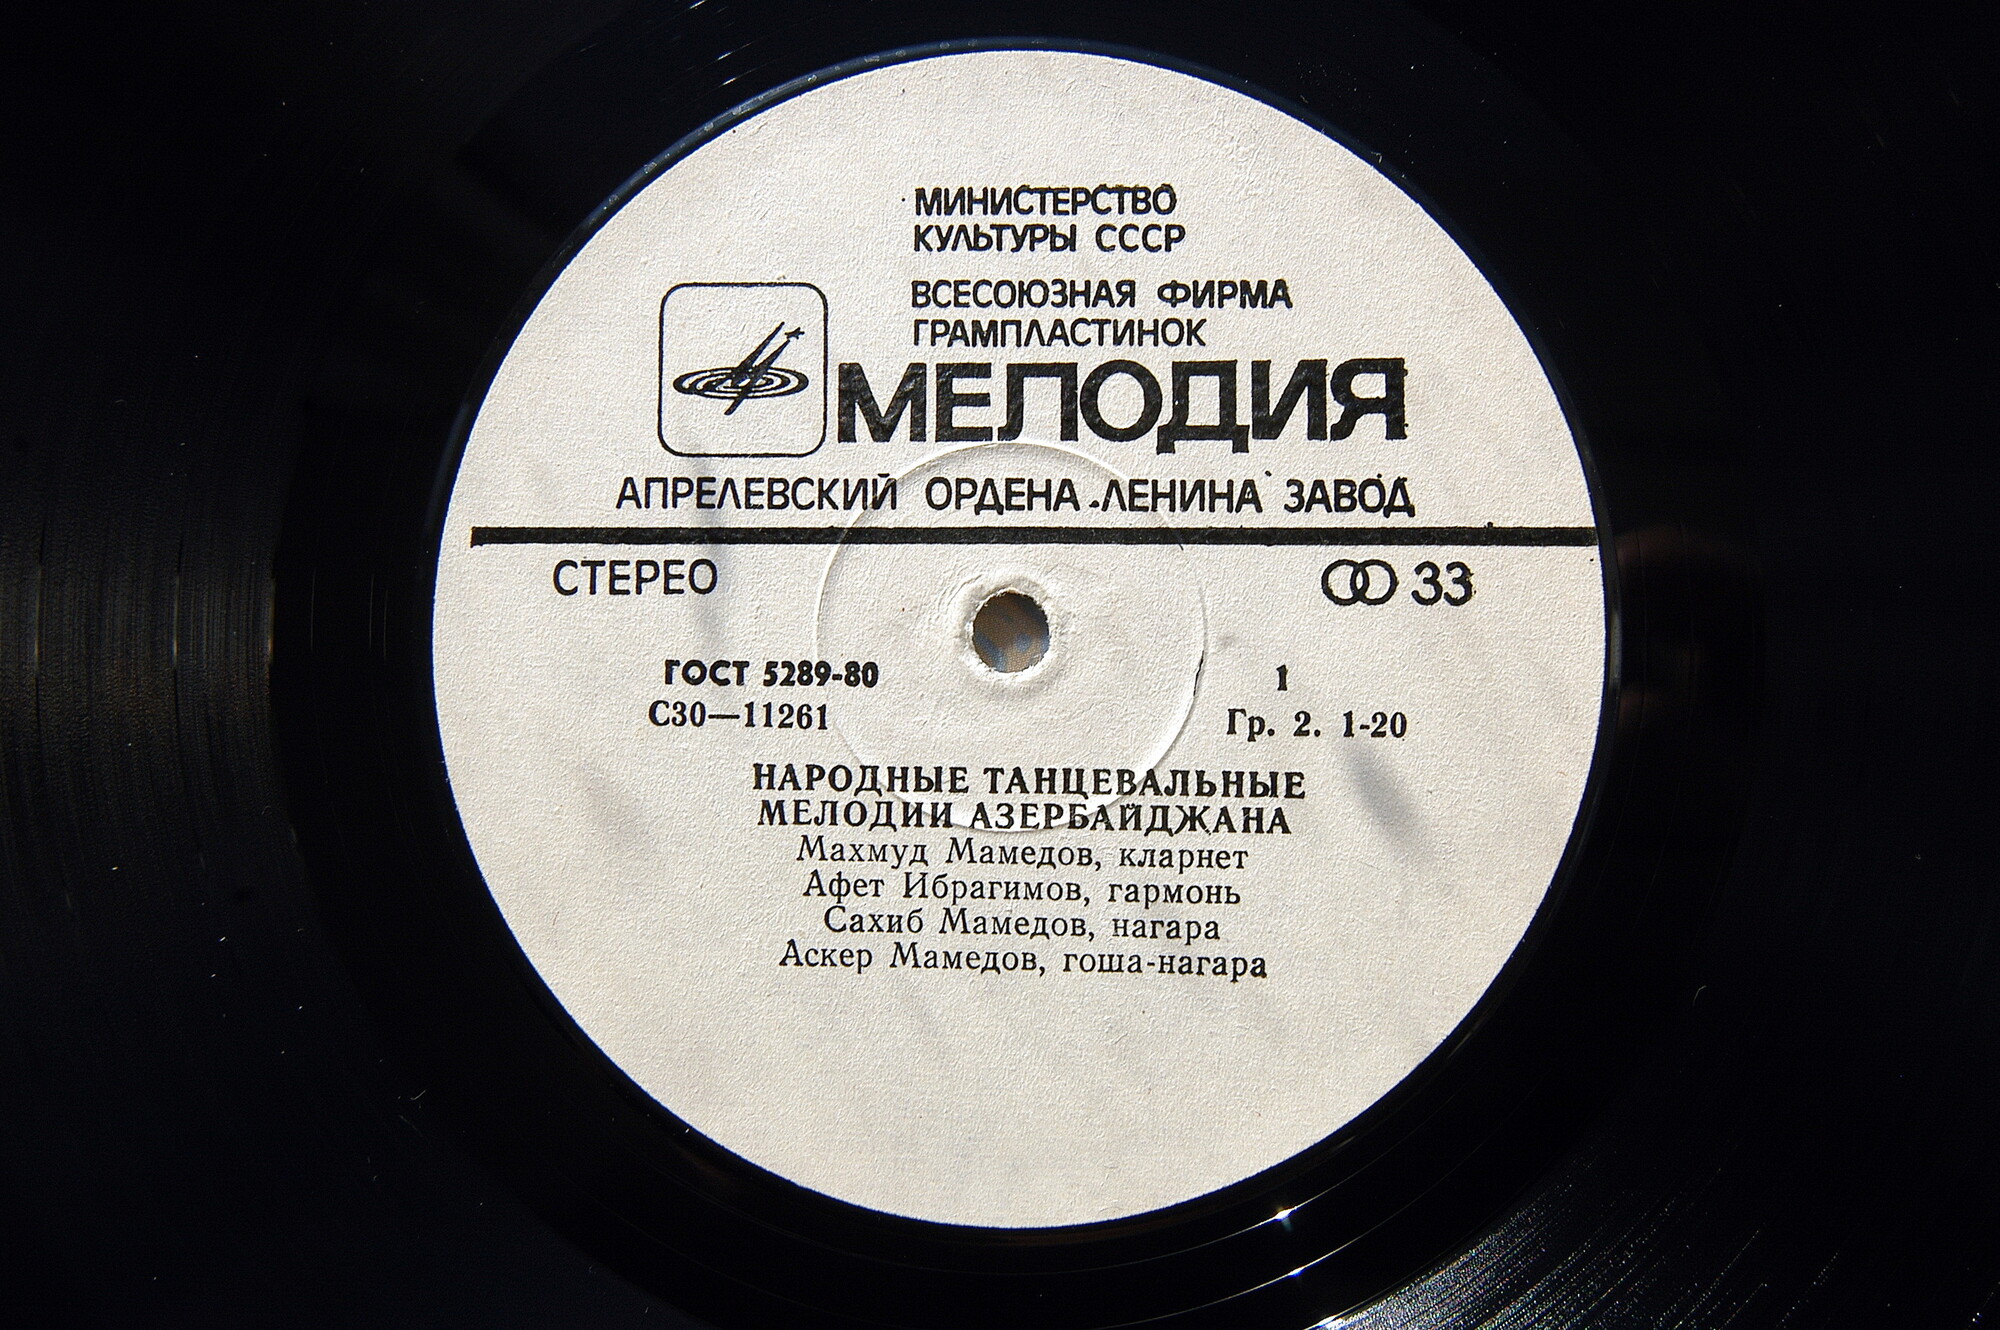 МИНИСТЕРСТВО
КУЛЬТУРЫ СССР
ВСЕСОЮЗНАЯ ФИРМА
ГРАМПЛАСТИНОК
МЕЛОДИЯ
АПРЕЛЕВСКИЙ ОРДЕНА ЛЕНИНА ЗАВОД
СТЕРЕО 33
ГОСТ 5289-80 1
С30—11261 Гр. 2. 1-20
НАРОДНЫЕ ТАНЦЕВАЛЬНЫЕ
МЕЛОДИИ АЗЕРБАЙДЖАНА
Махмуд Мамедов, кларнет
Афет Ибрагимов, гармонь
Сахиб Мамедов, нагара
Аскер Мамедов, гоша-нагара